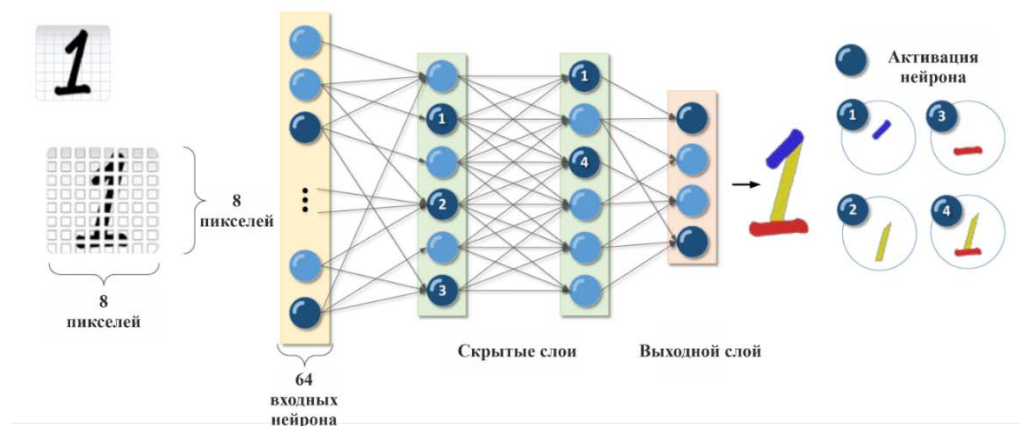 1
8
пикселей
8
пикселей
64
входных
нейрона
1
2
3
1
4
Скрытые слои
Выходной слой
1
Активация
нейрона
1
3
2
4